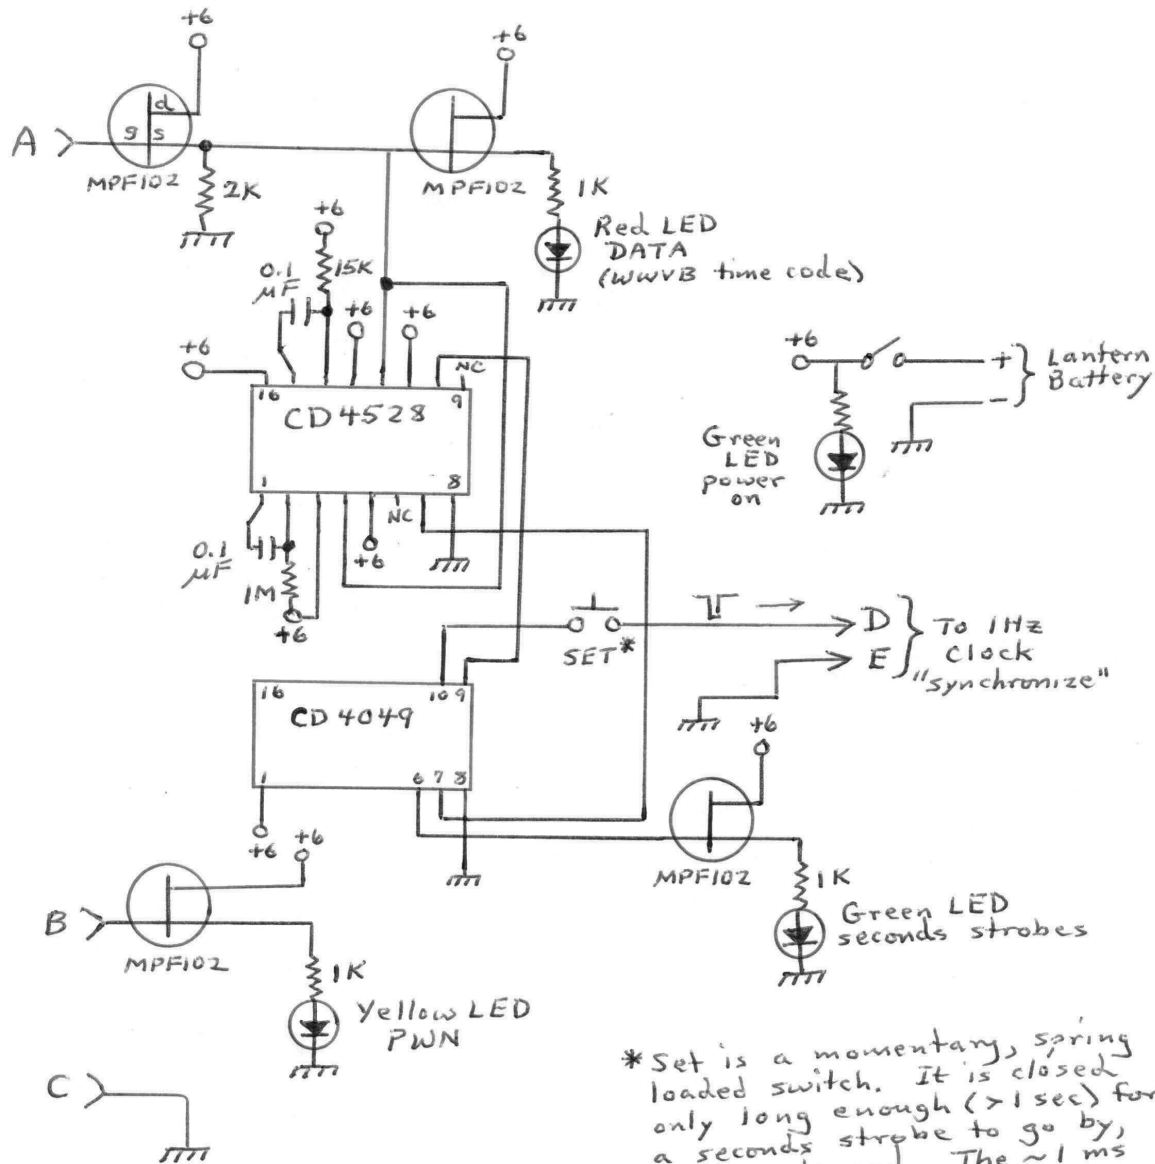 +6
+6
A
d
g s
MPF102
MPF102
2K
1K
+6
Red LED
DATA
(WWVB time code)
0.1
µF
15K
+6
+6
+6
NC
16
9
CD4528
1
8
NC
0.1
µF
+6
1M
+6
+6
+
-
Lantern
Battery
Green
LED
power
on
SET*
D
E
To 1Hz
Clock
"synchronize"
16
10 9
CD4049
1
6 7 8
+6
+6
+6
MPF102
1K
Green LED
seconds strobes
B
MPF102
1K
Yellow LED
PWN
C
* Set is a momentary, spring
loaded switch. It is closed
only long enough (>1 sec) for
a seconds strobe to go by,
The ~1 ms